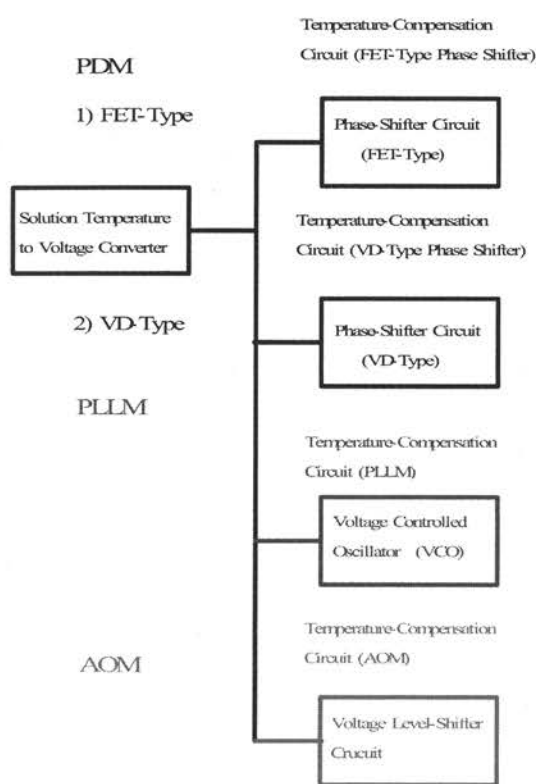 Temperature-Compensation
Circuit (FET-Type Phase Shifter)
PDM
1) FET-Type
Phase-Shifter Circuit
(FET-Type)
Solution Temperature
to Voltage Converter
Temperature-Compensation
Circuit (VD-Type Phase Shifter)
2) VD-Type
Phase-Shifter Circuit
(VD-Type)
PLLM
Temperature-Compensation
Circuit (PLLM)
Voltage Controlled
Oscillator (VCO)
Temperature-Compensation
Circuit (AOM)
AOM
Voltage Level-Shifter
Crucuit